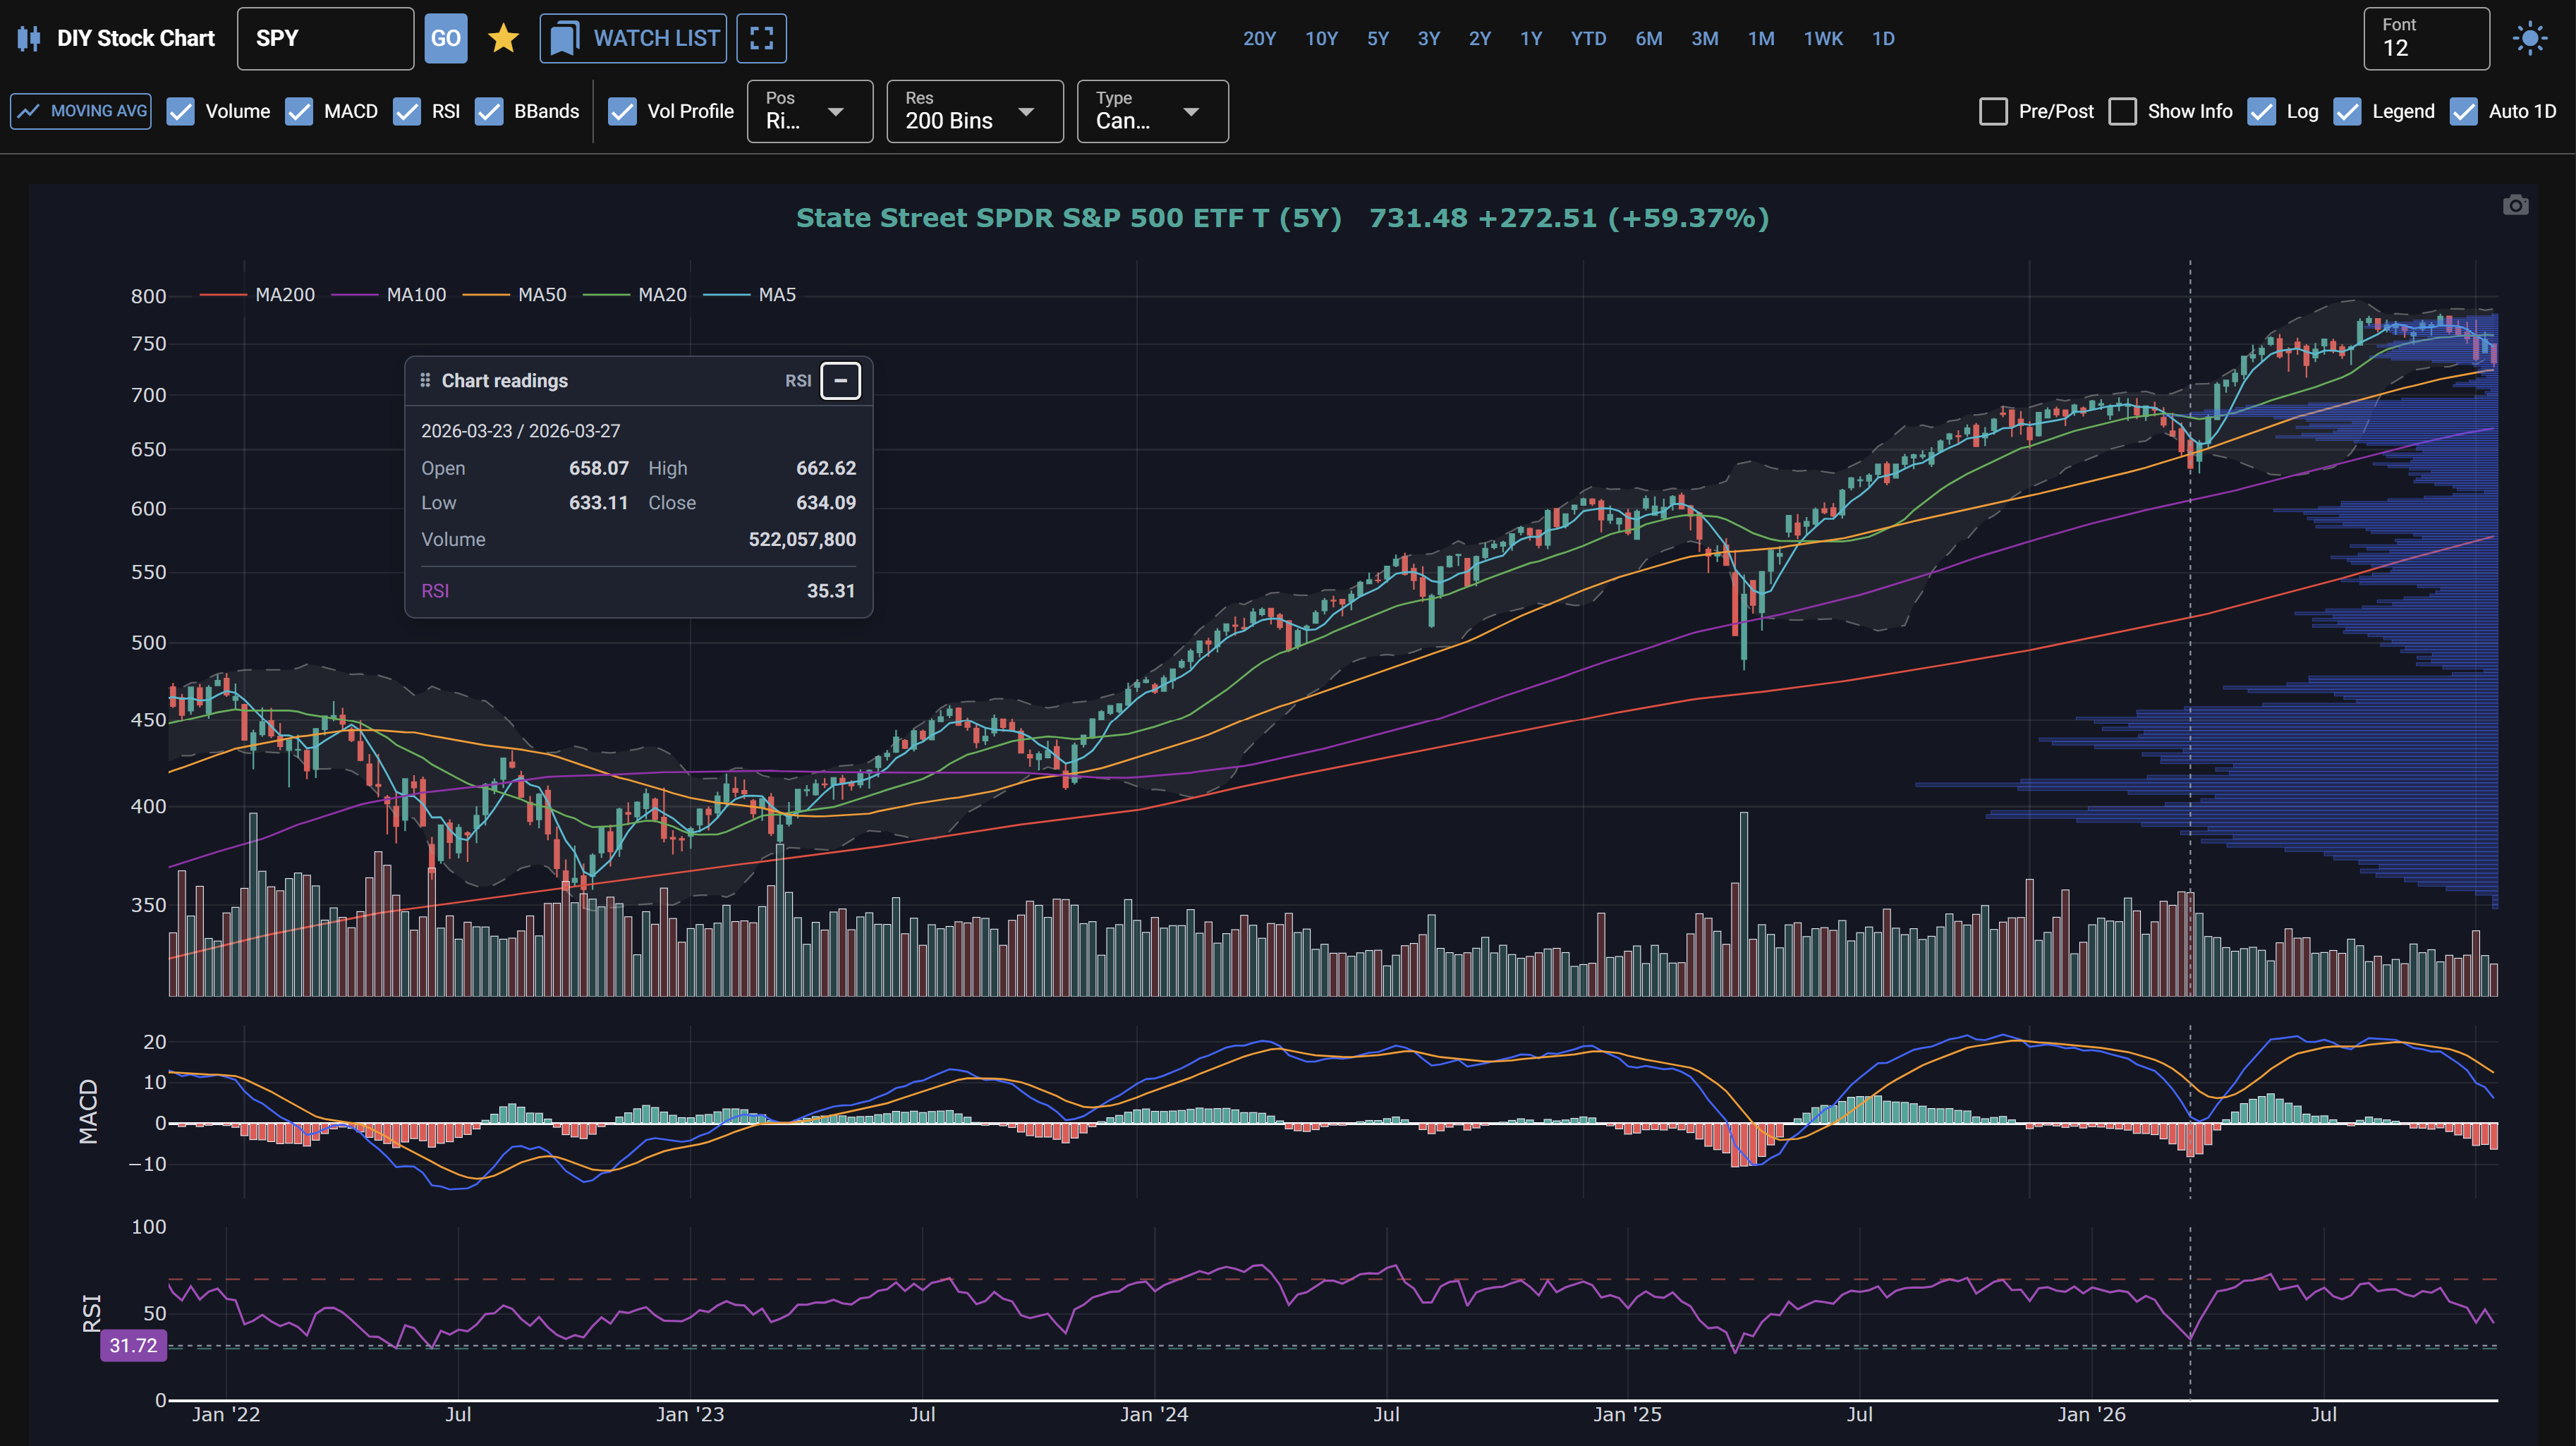 DIY Stock Chart
SPY
GO
WATCH LIST
20Y 10Y 5Y 3Y 2Y 1Y YTD 6M 3M 1M 1WK 1D
Font
12
MOVING AVG
Volume
MACD
RSI
BBands
Vol Profile
Pos
Ri...
Res
200 Bins
Type
Can...
Pre/Post
Show Info
Log
Legend
Auto 1D
State Street SPDR S&P 500 ETF T (5Y) 731.48 +272.51 (+59.37%)
MA200 MA100 MA50 MA20 MA5
800
750
700
650
600
550
500
450
400
350
Chart readings RSI
2026-03-23 / 2026-03-27
Open 658.07 High 662.62
Low 633.11 Close 634.09
Volume 522,057,800
RSI 35.31
MACD
20
10
0
−10
RSI
100
50
31.72
0
Jan '22 Jul Jan '23 Jul Jan '24 Jul Jan '25 Jul Jan '26 Jul